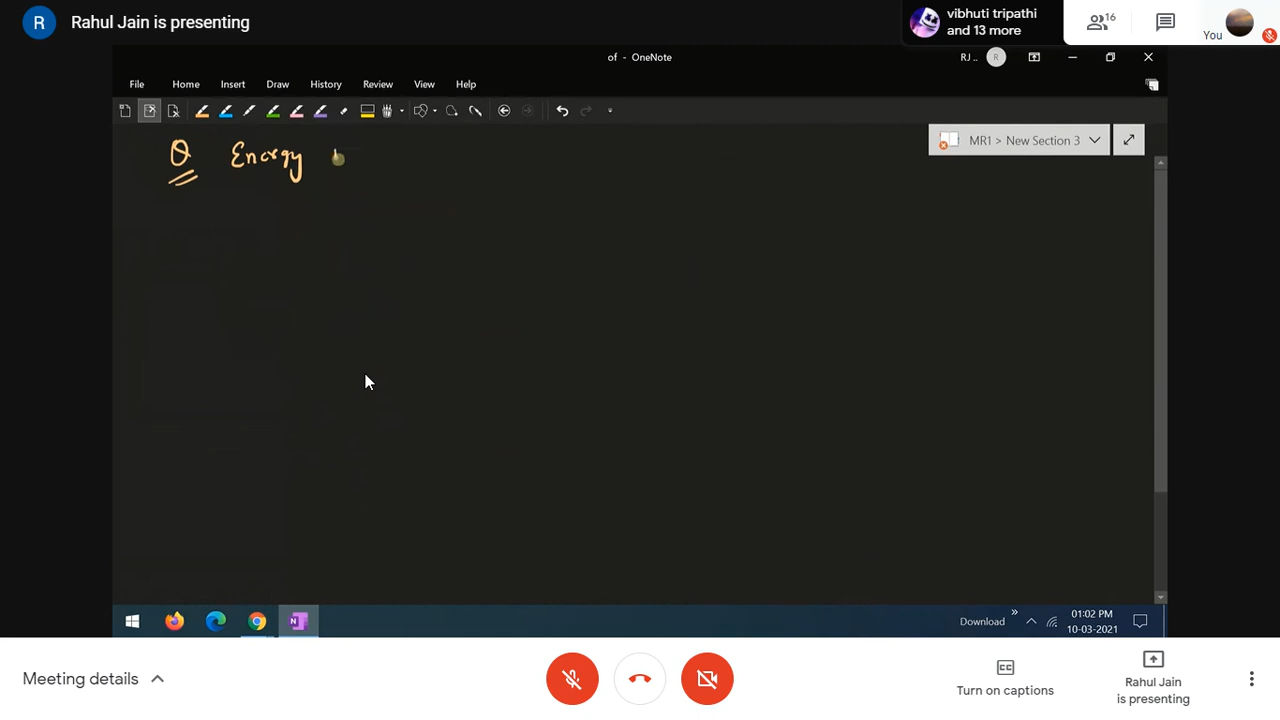 R Rahul Jain is presenting
vibhuti tripathi
and 13 more
16
You
of - OneNote
RJ .. R
File Home Insert Draw History Review View Help
MR1 > New Section 3
Q Energy
N
Download
01:02 PM
10-03-2021
Meeting details
CC
Turn on captions
Rahul Jain
is presenting